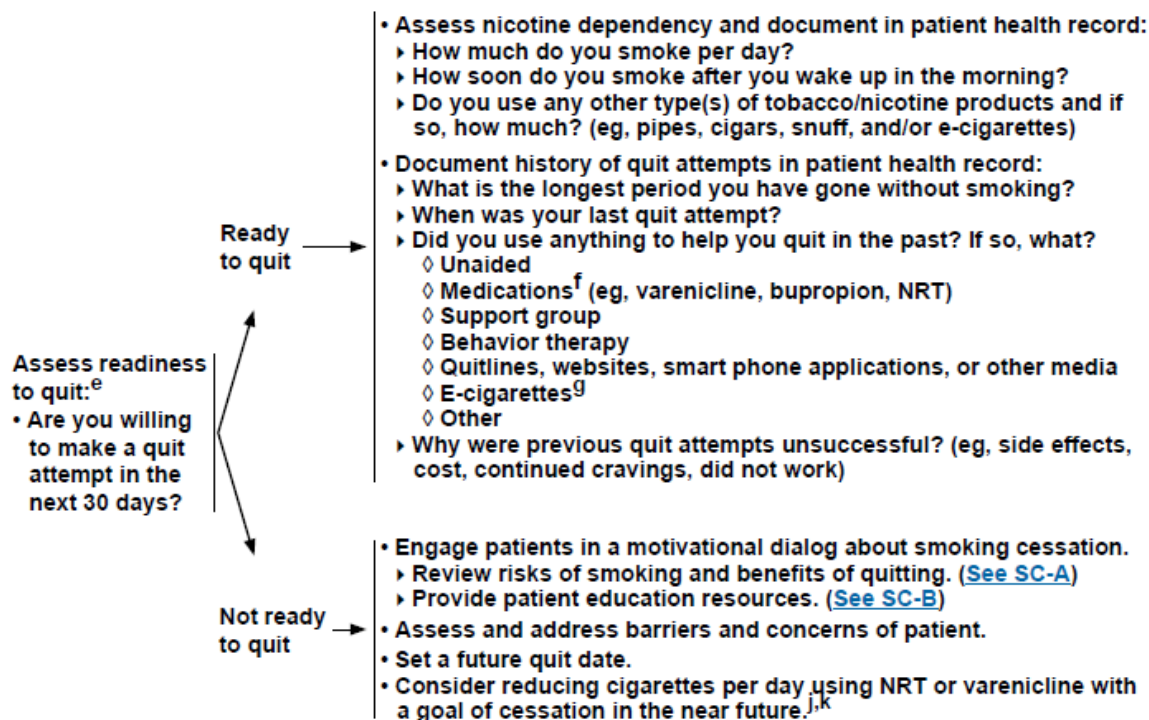 Assess readiness
to quit:e
• Are you willing
to make a quit
attempt in the
next 30 days?
Ready
to quit
• Assess nicotine dependency and document in patient health record:
‣ How much do you smoke per day?
‣ How soon do you smoke after you wake up in the morning?
‣ Do you use any other type(s) of tobacco/nicotine products and if
so, how much? (eg, pipes, cigars, snuff, and/or e-cigarettes)
• Document history of quit attempts in patient health record:
‣ What is the longest period you have gone without smoking?
‣ When was your last quit attempt?
‣ Did you use anything to help you quit in the past? If so, what?
◊ Unaided
◊ Medicationsf (eg, varenicline, bupropion, NRT)
◊ Support group
◊ Behavior therapy
◊ Quitlines, websites, smart phone applications, or other media
◊ E-cigarettesg
◊ Other
‣ Why were previous quit attempts unsuccessful? (eg, side effects,
cost, continued cravings, did not work)
Not ready
to quit
• Engage patients in a motivational dialog about smoking cessation.
‣ Review risks of smoking and benefits of quitting. (See SC-A)
‣ Provide patient education resources. (See SC-B)
• Assess and address barriers and concerns of patient.
• Set a future quit date.
• Consider reducing cigarettes per day using NRT or varenicline with
a goal of cessation in the near future.j,k